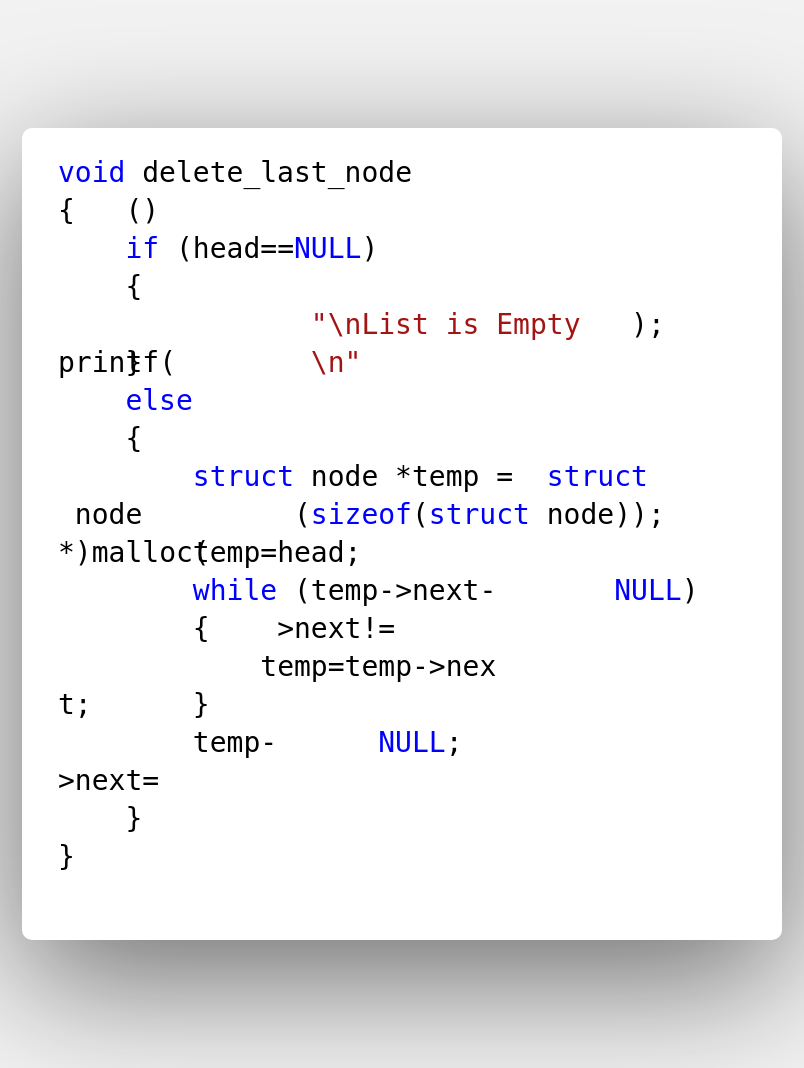 void delete_last_node
{   ()
    if (head==NULL)
    {
               "\nList is Empty   );
printf(    }        \n"
    else
    {
        struct node *temp =  struct
 node         (sizeof(struct node));
*)malloc(temp=head;
        while (temp->next-       NULL)
        {    >next!=
            temp=temp->nex
t;      }
        temp-      NULL;
>next=
    }
}